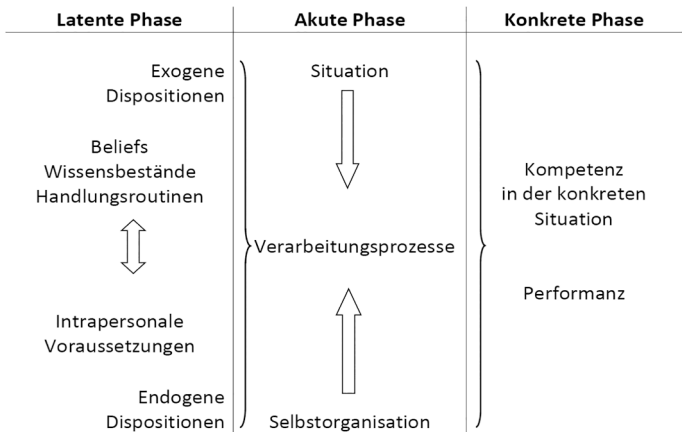 Latente Phase
Akute Phase
Konkrete Phase
Exogene
Dispositionen
Beliefs
Wissensbestände
Handlungsroutinen
Intrapersonale
Voraussetzungen
Endogene
Dispositionen
Situation
Verarbeitungsprozesse
Selbstorganisation
Kompetenz
in der konkreten
Situation
Performanz